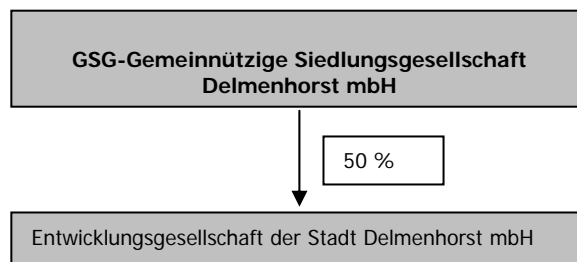 GSG-Gemeinnützige Siedlungsgesellschaft
Delmenhorst mbH
50 %
Entwicklungsgesellschaft der Stadt Delmenhorst mbH